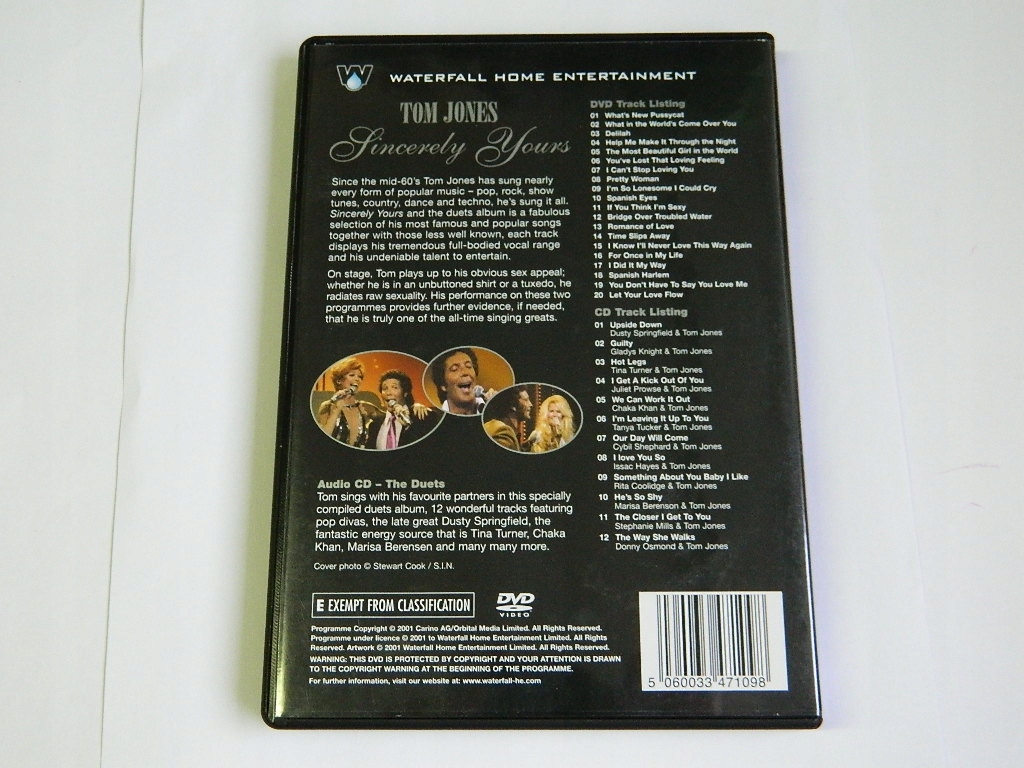 WATERFALL HOME ENTERTAINMENT
TOM JONES
Sincerely Yours
Since the mid-60's Tom Jones has sung nearly
every form of popular music – pop, rock, show
tunes, country, dance and techno, he's sung it all.
Sincerely Yours and the duets album is a fabulous
selection of his most famous and popular songs
together with those less well known, each track
displays his tremendous full-bodied vocal range
and his undeniable talent to entertain.
On stage, Tom plays up to his obvious sex appeal;
whether he is in an unbuttoned shirt or a tuxedo, he
radiates raw sexuality. His performance on these two
programmes provides further evidence, if needed,
that he is truly one of the all-time singing greats.
Audio CD – The Duets
Tom sings with his favourite partners in this specially
compiled duets album, 12 wonderful tracks featuring
pop divas, the late great Dusty Springfield, the
fantastic energy source that is Tina Turner, Chaka
Khan, Marisa Berensen and many many more.
Cover photo © Stewart Cook / S.I.N.
DVD Track Listing
01 What's New Pussycat
02 What in the World's Come Over You
03 Delilah
04 Help Me Make It Through the Night
05 The Most Beautiful Girl in the World
06 You've Lost That Loving Feeling
07 I Can't Stop Loving You
08 Pretty Woman
09 I'm So Lonesome I Could Cry
10 Spanish Eyes
11 If You Think I'm Sexy
12 Bridge Over Troubled Water
13 Romance of Love
14 Time Slips Away
15 I Know I'll Never Love This Way Again
16 For Once in My Life
17 I Did It My Way
18 Spanish Harlem
19 You Don't Have To Say You Love Me
20 Let Your Love Flow
CD Track Listing
01 Upside Down
Dusty Springfield & Tom Jones
02 Guilty
Gladys Knight & Tom Jones
03 Hot Legs
Tina Turner & Tom Jones
04 I Get A Kick Out Of You
Juliet Prowse & Tom Jones
05 We Can Work It Out
Chaka Khan & Tom Jones
06 I'm Leaving It Up To You
Tanya Tucker & Tom Jones
07 Our Day Will Come
Cybil Shephard & Tom Jones
08 I love You So
Issac Hayes & Tom Jones
09 Something About You Baby I Like
Rita Coolidge & Tom Jones
10 He's So Shy
Marisa Berenson & Tom Jones
11 The Closer I Get To You
Stephanie Mills & Tom Jones
12 The Way She Walks
Donny Osmond & Tom Jones
E EXEMPT FROM CLASSIFICATION
DVD
VIDEO
Programme Copyright © 2001 Carino AG/Orbital Media Limited. All Rights Reserved.
Programme under licence © 2001 to Waterfall Home Entertainment Limited. All Rights
Reserved. Artwork © 2001 Waterfall Home Entertainment Limited. All Rights Reserved.
WARNING: THIS DVD IS PROTECTED BY COPYRIGHT AND YOUR ATTENTION IS DRAWN
TO THE COPYRIGHT WARNING AT THE BEGINNING OF THE PROGRAMME.
For further information, visit our website at: www.waterfall-he.com
5 060033 471098